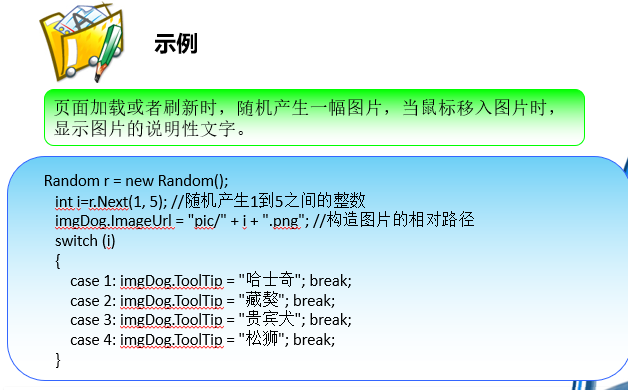 示例
页面加载或者刷新时，随机产生一幅图片，当鼠标移入图片时，
显示图片的说明性文字。
Random r = new Random();
int i=r.Next(1, 5); //随机产生1到5之间的整数
imgDog.ImageUrl = "pic/" + i + ".png"; //构造图片的相对路径
switch (i)
{
case 1: imgDog.ToolTip = "哈士奇"; break;
case 2: imgDog.ToolTip = "藏獒"; break;
case 3: imgDog.ToolTip = "贵宾犬"; break;
case 4: imgDog.ToolTip = "松狮"; break;
}